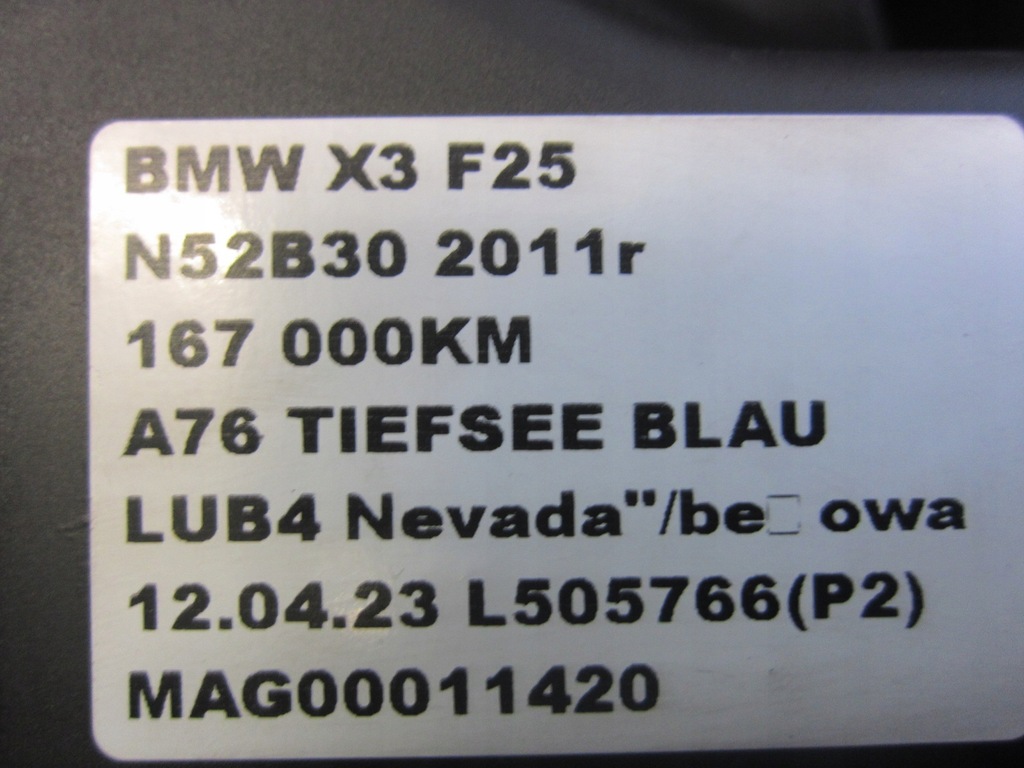 BMW X3 F25
N52B30 2011r
167 000KM
A76 TIEFSEE BLAU
LUB4 Nevada"/be□ owa
12.04.23 L505766(P2)
MAG00011420